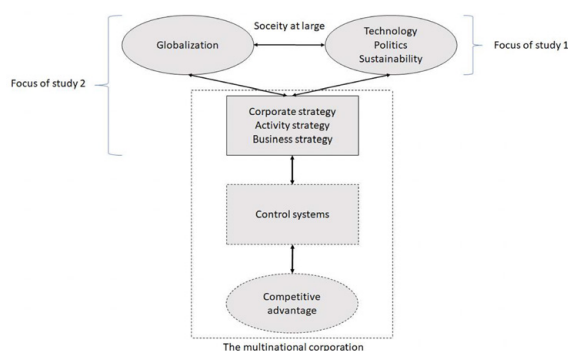 Soceity at large
Globalization
Technology
Politics
Sustainability
Focus of study 1
Focus of study 2
Corporate strategy
Activity strategy
Business strategy
Control systems
Competitive
advantage
The multinational corporation